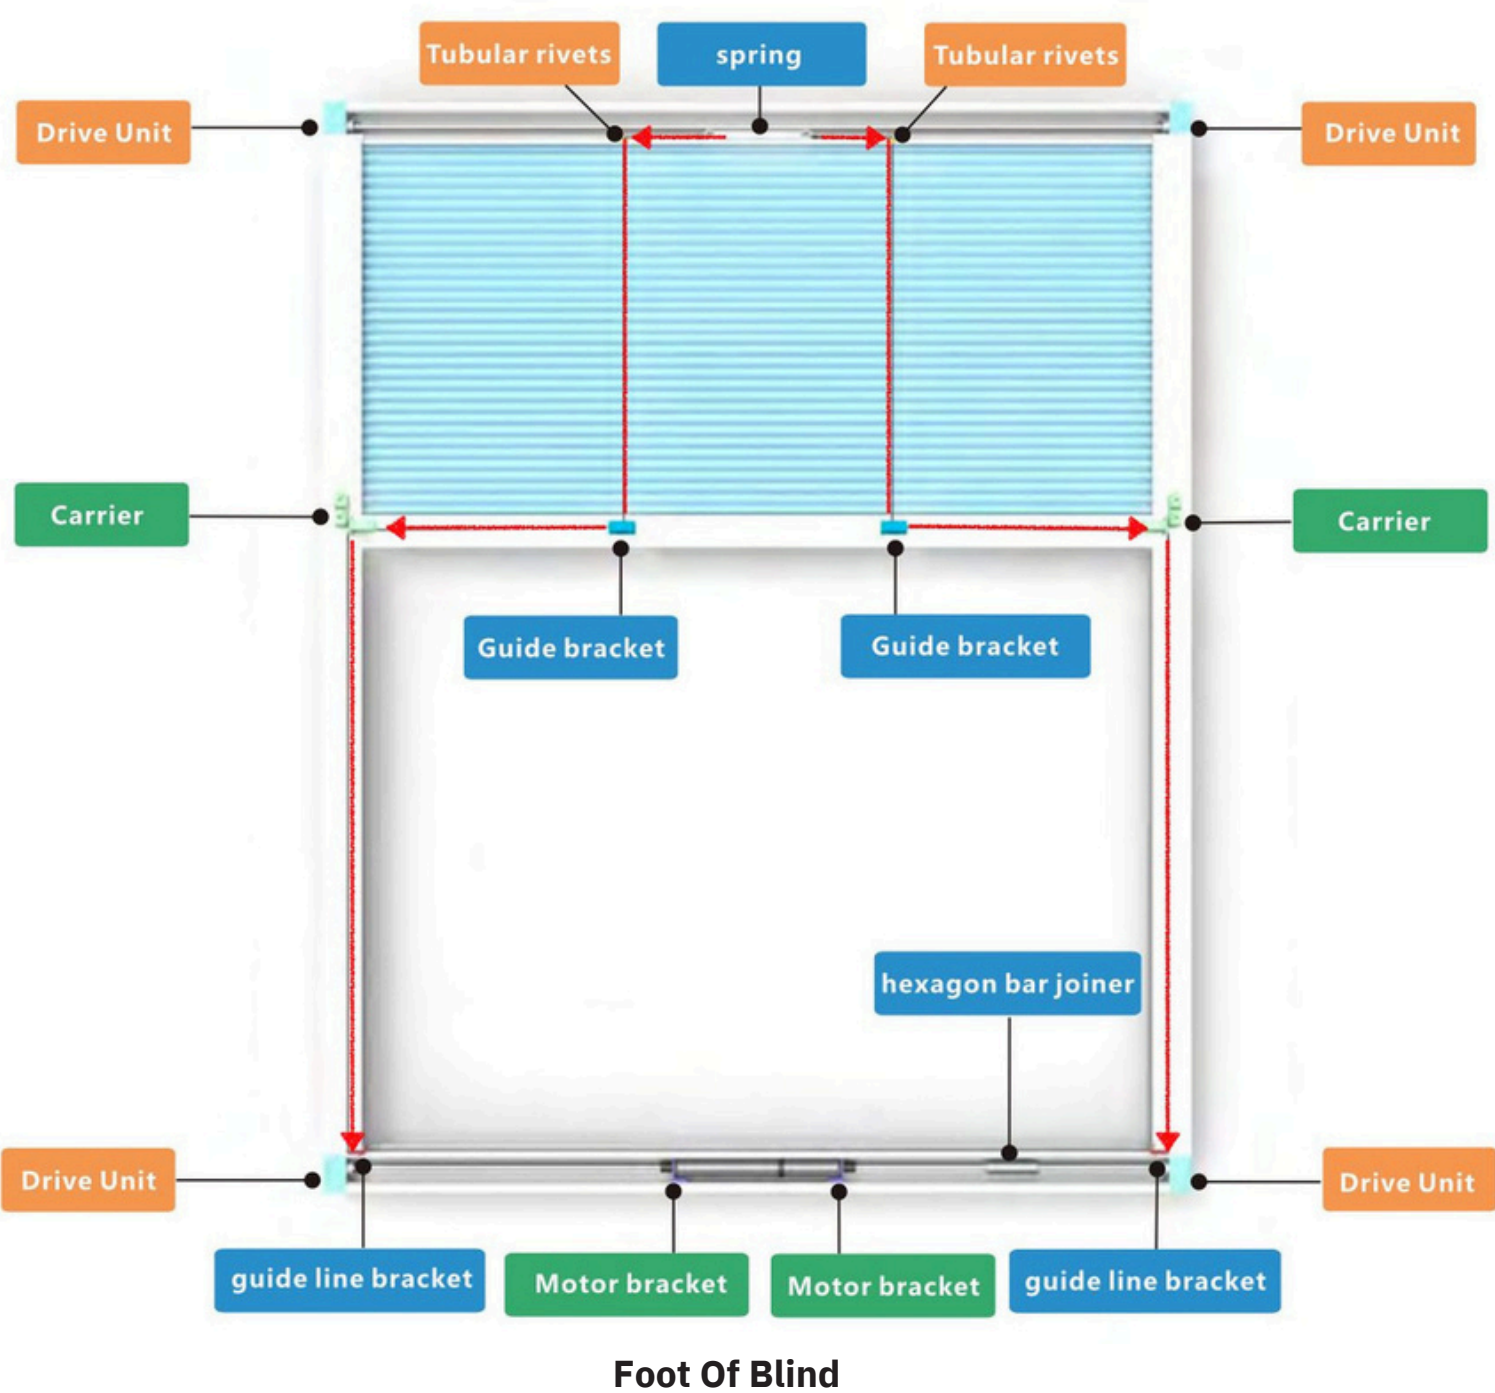 Tubular rivets
spring
Tubular rivets
Drive Unit
Drive Unit
Carrier
Carrier
Guide bracket
Guide bracket
hexagon bar joiner
Drive Unit
Drive Unit
guide line bracket
Motor bracket
Motor bracket
guide line bracket
Foot Of Blind